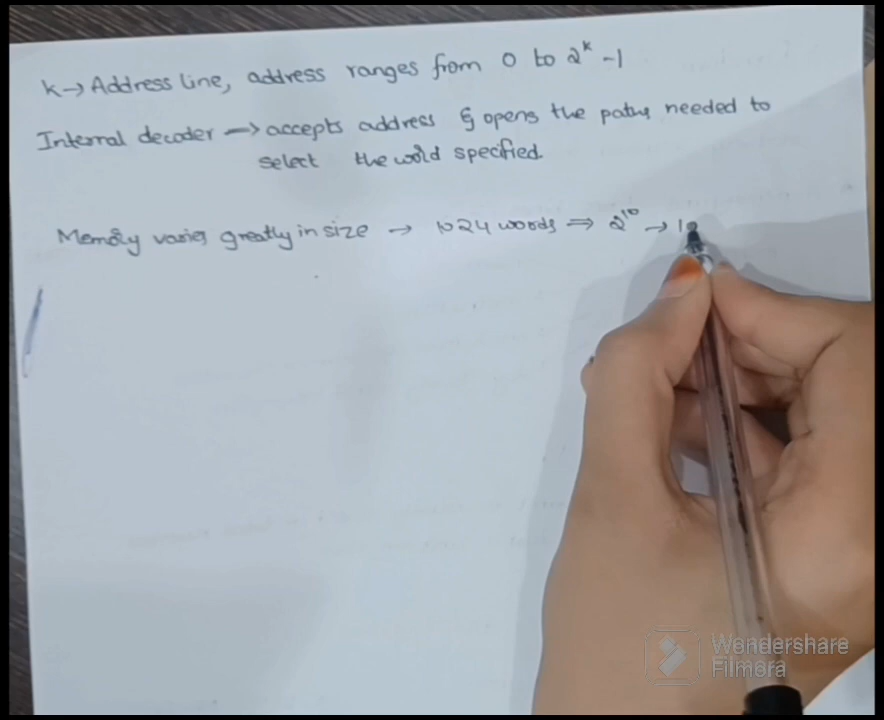 k → Address line, address ranges from 0 to 2^k - 1
Internal decoder → accepts address & opens the paths needed to
select the word specified.
Memory varies greatly in size → 1024 words ⇒ 2^10 → 10
Wondershare
Filmora